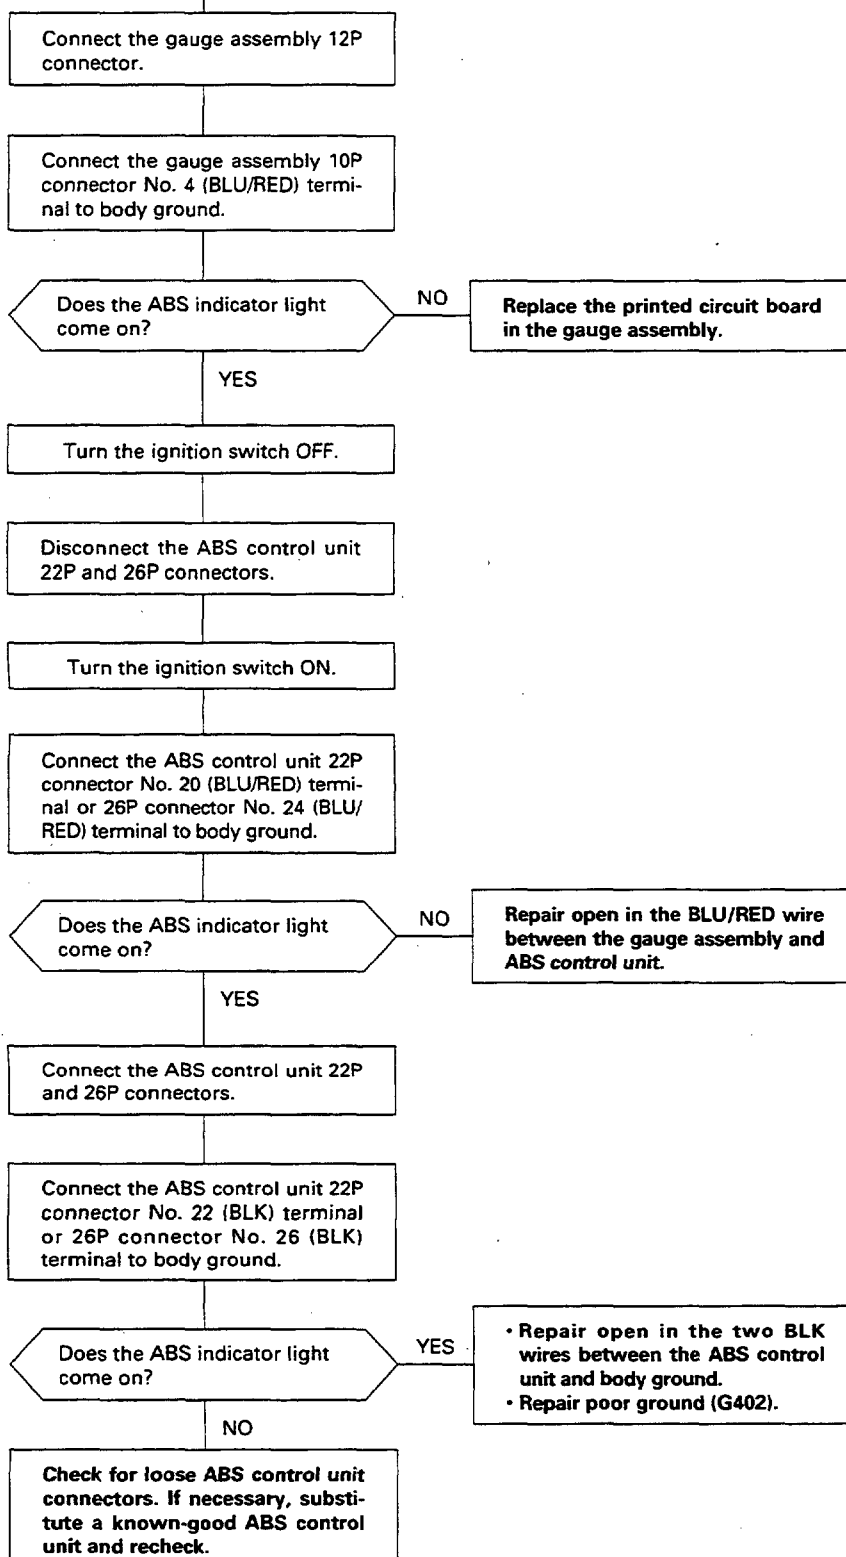 Connect the gauge assembly 12P
connector.
Connect the gauge assembly 10P
connector No. 4 (BLU/RED) termi-
nal to body ground.
Does the ABS indicator light
come on?
NO
Replace the printed circuit board
in the gauge assembly.
YES
Turn the ignition switch OFF.
Disconnect the ABS control unit
22P and 26P connectors.
Turn the ignition switch ON.
Connect the ABS control unit 22P
connector No. 20 (BLU/RED) termi-
nal or 26P connector No. 24 (BLU/
RED) terminal to body ground.
Does the ABS indicator light
come on?
NO
Repair open in the BLU/RED wire
between the gauge assembly and
ABS control unit.
YES
Connect the ABS control unit 22P
and 26P connectors.
Connect the ABS control unit 22P
connector No. 22 (BLK) terminal
or 26P connector No. 26 (BLK)
terminal to body ground.
Does the ABS indicator light
come on?
YES
• Repair open in the two BLK
wires between the ABS control
unit and body ground.
• Repair poor ground (G402).
NO
Check for loose ABS control unit
connectors. If necessary, substi-
tute a known-good ABS control
unit and recheck.